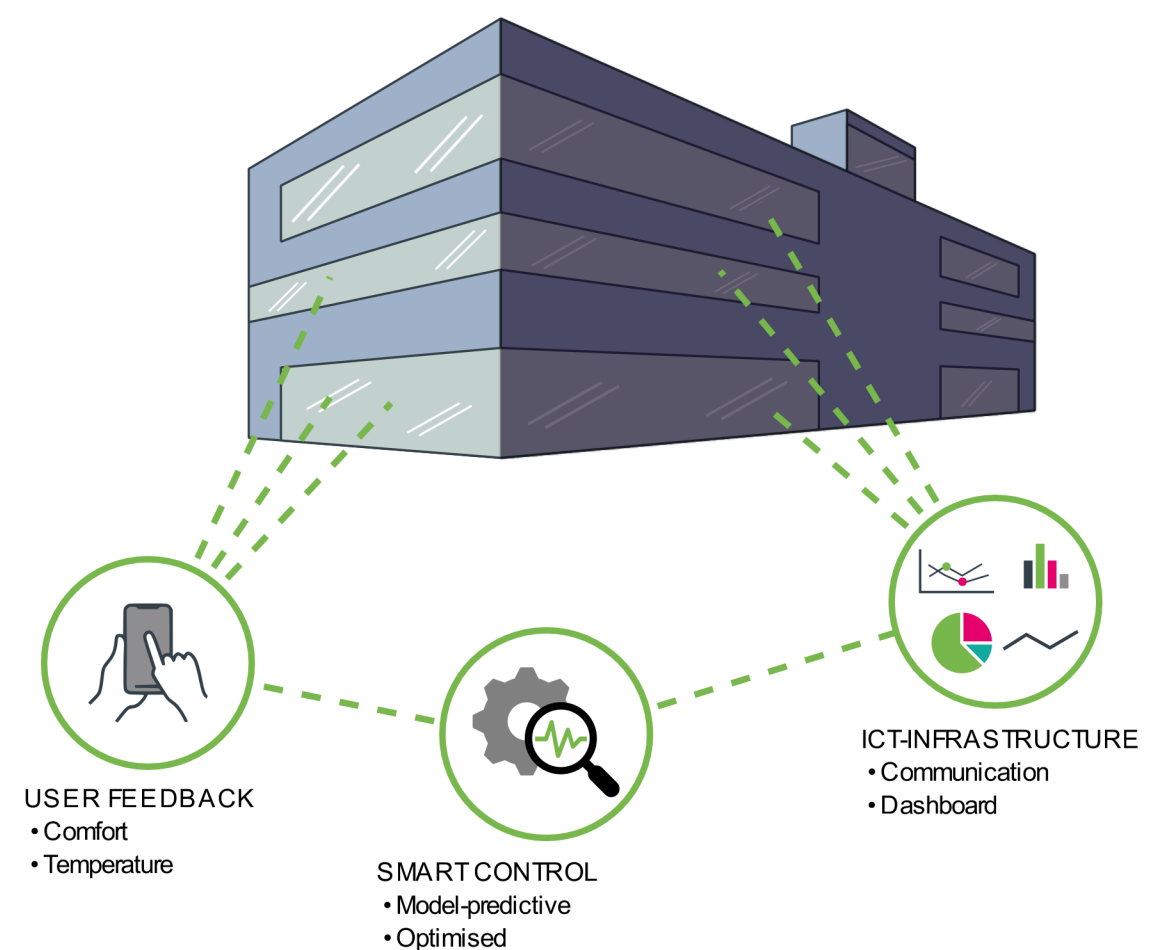 USER FEEDBACK
• Comfort
• Temperature
SMART CONTROL
• Model-predictive
• Optimised
ICT-INFRASTRUCTURE
• Communication
• Dashboard